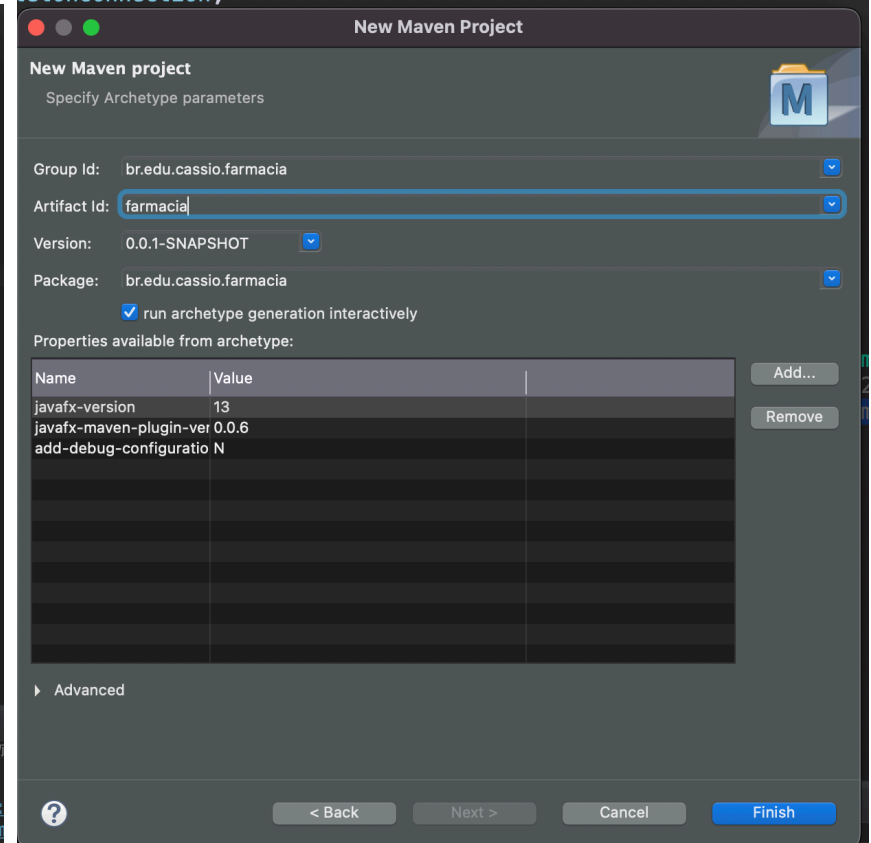 New Maven Project
New Maven project
Specify Archetype parameters
M
Group Id: br.edu.cassio.farmacia
Artifact Id: farmacia
Version: 0.0.1-SNAPSHOT
Package: br.edu.cassio.farmacia
run archetype generation interactively
Properties available from archetype:
Name Value
Add...
javafx-version 13
Remove
javafx-maven-plugin-ver 0.0.6
add-debug-configuratio N
Advanced
? < Back Next > Cancel Finish